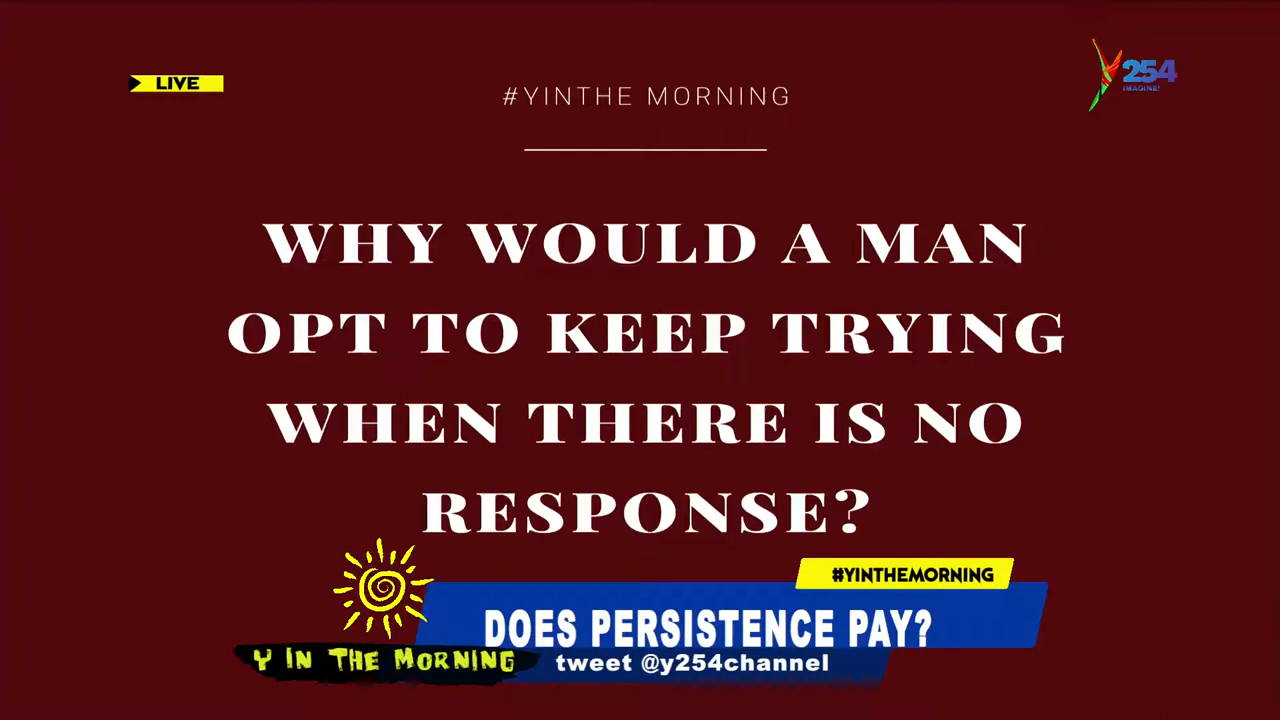 LIVE
#YINTHE MORNING
Y254
IMAGINE!
WHY WOULD A MAN
OPT TO KEEP TRYING
WHEN THERE IS NO
RESPONSE?
#YINTHEMORNING
DOES PERSISTENCE PAY?
Y IN THE MORNING
tweet @y254channel